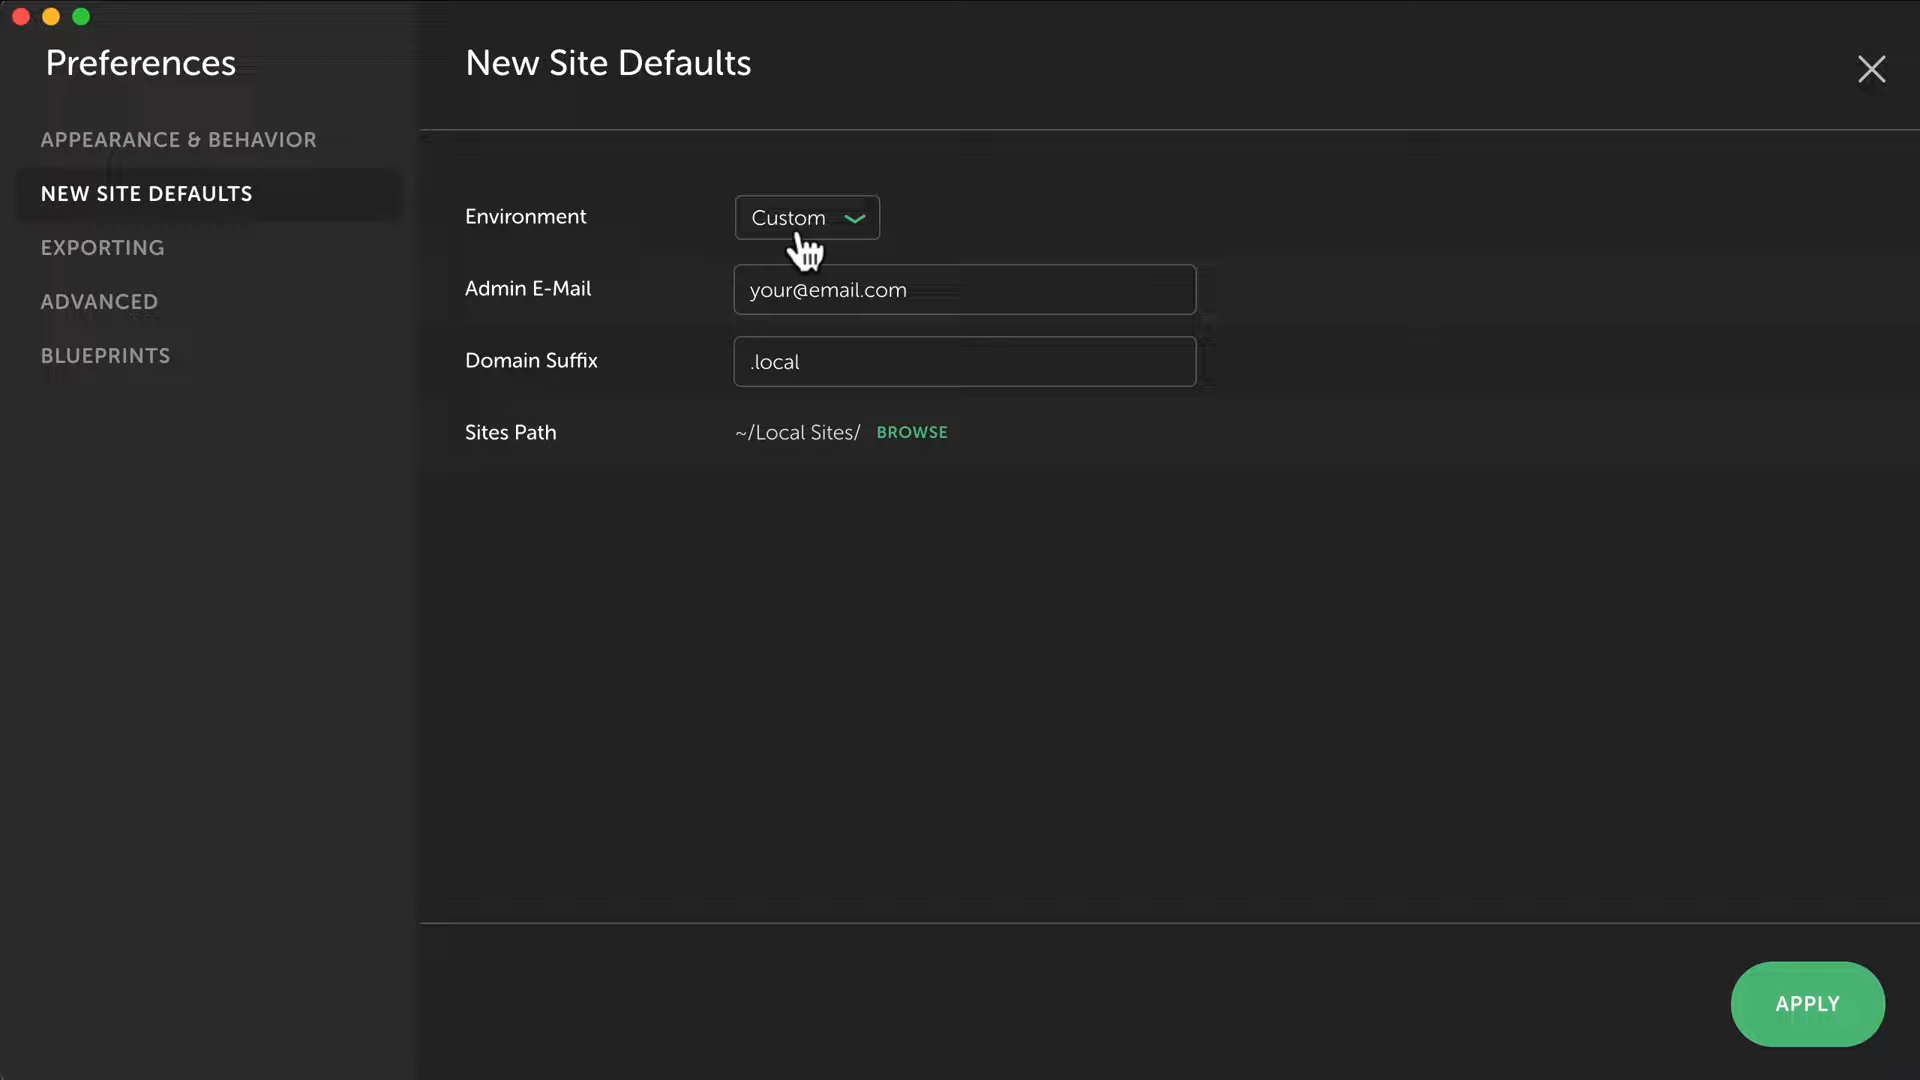 Preferences
APPEARANCE & BEHAVIOR
NEW SITE DEFAULTS
EXPORTING
ADVANCED
BLUEPRINTS
New Site Defaults
Environment
Custom
Admin E-Mail
your@email.com
Domain Suffix
.local
Sites Path
~/Local Sites/ BROWSE
APPLY